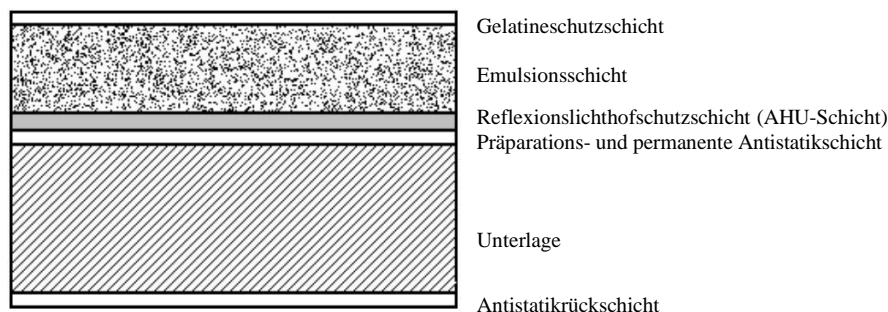 Gelatineschutzschicht
Emulsionsschicht
Reflexionslichthofschutzschicht (AHU-Schicht)
Präparations- und permanente Antistatikschicht
Unterlage
Antistatikrückschicht